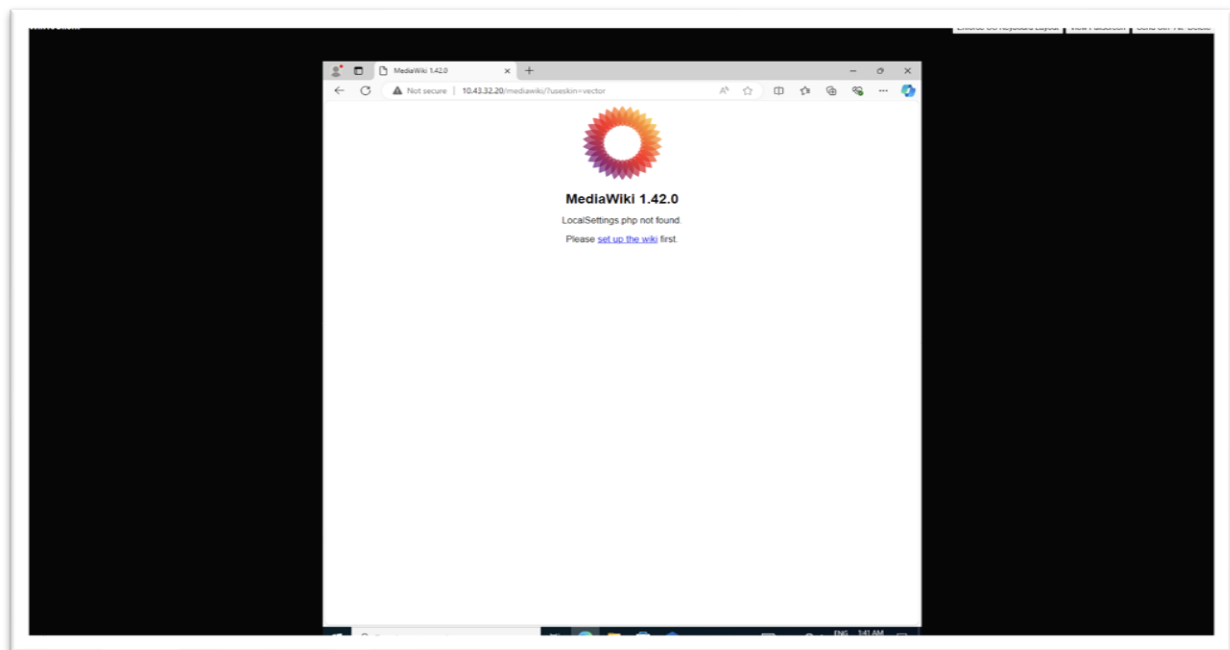 MediaWiki 1.42.0
Not secure | 10.43.32.20/mediawiki/?useskin=vector
MediaWiki 1.42.0
LocalSettings.php not found.
Please set up the wiki first.
ENG 3:41 AM